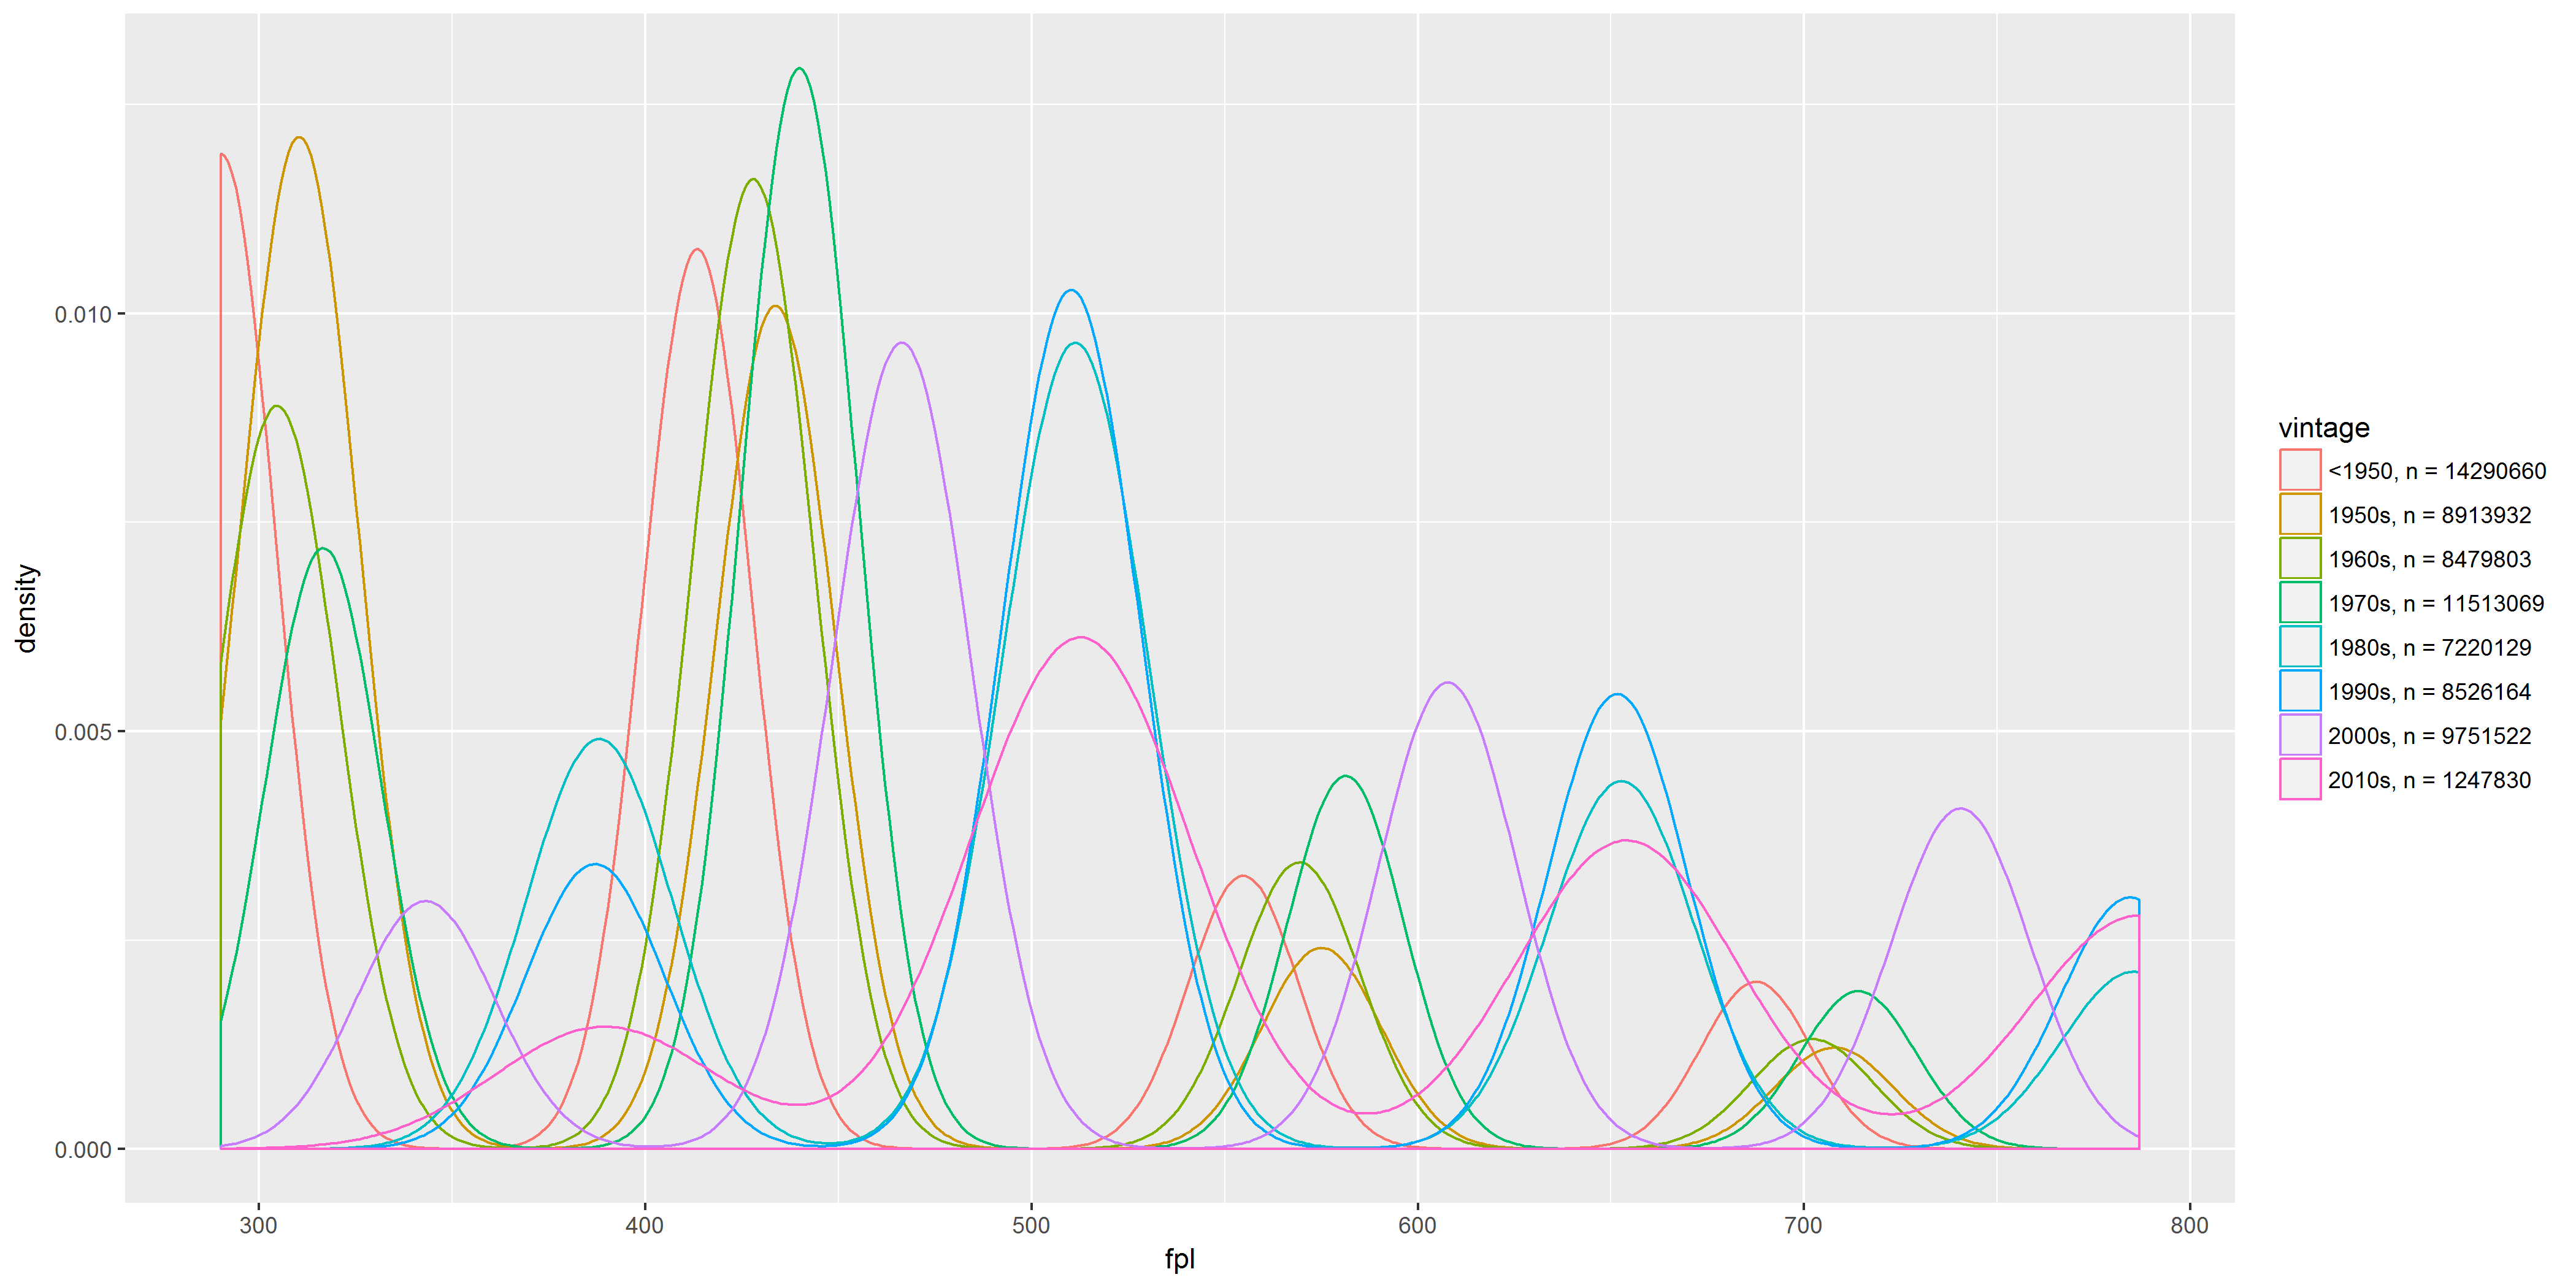 density
0.010
0.005
0.000
300 400 500 600 700 800
fpl
vintage
<1950, n = 14290660
1950s, n = 8913932
1960s, n = 8479803
1970s, n = 11513069
1980s, n = 7220129
1990s, n = 8526164
2000s, n = 9751522
2010s, n = 1247830